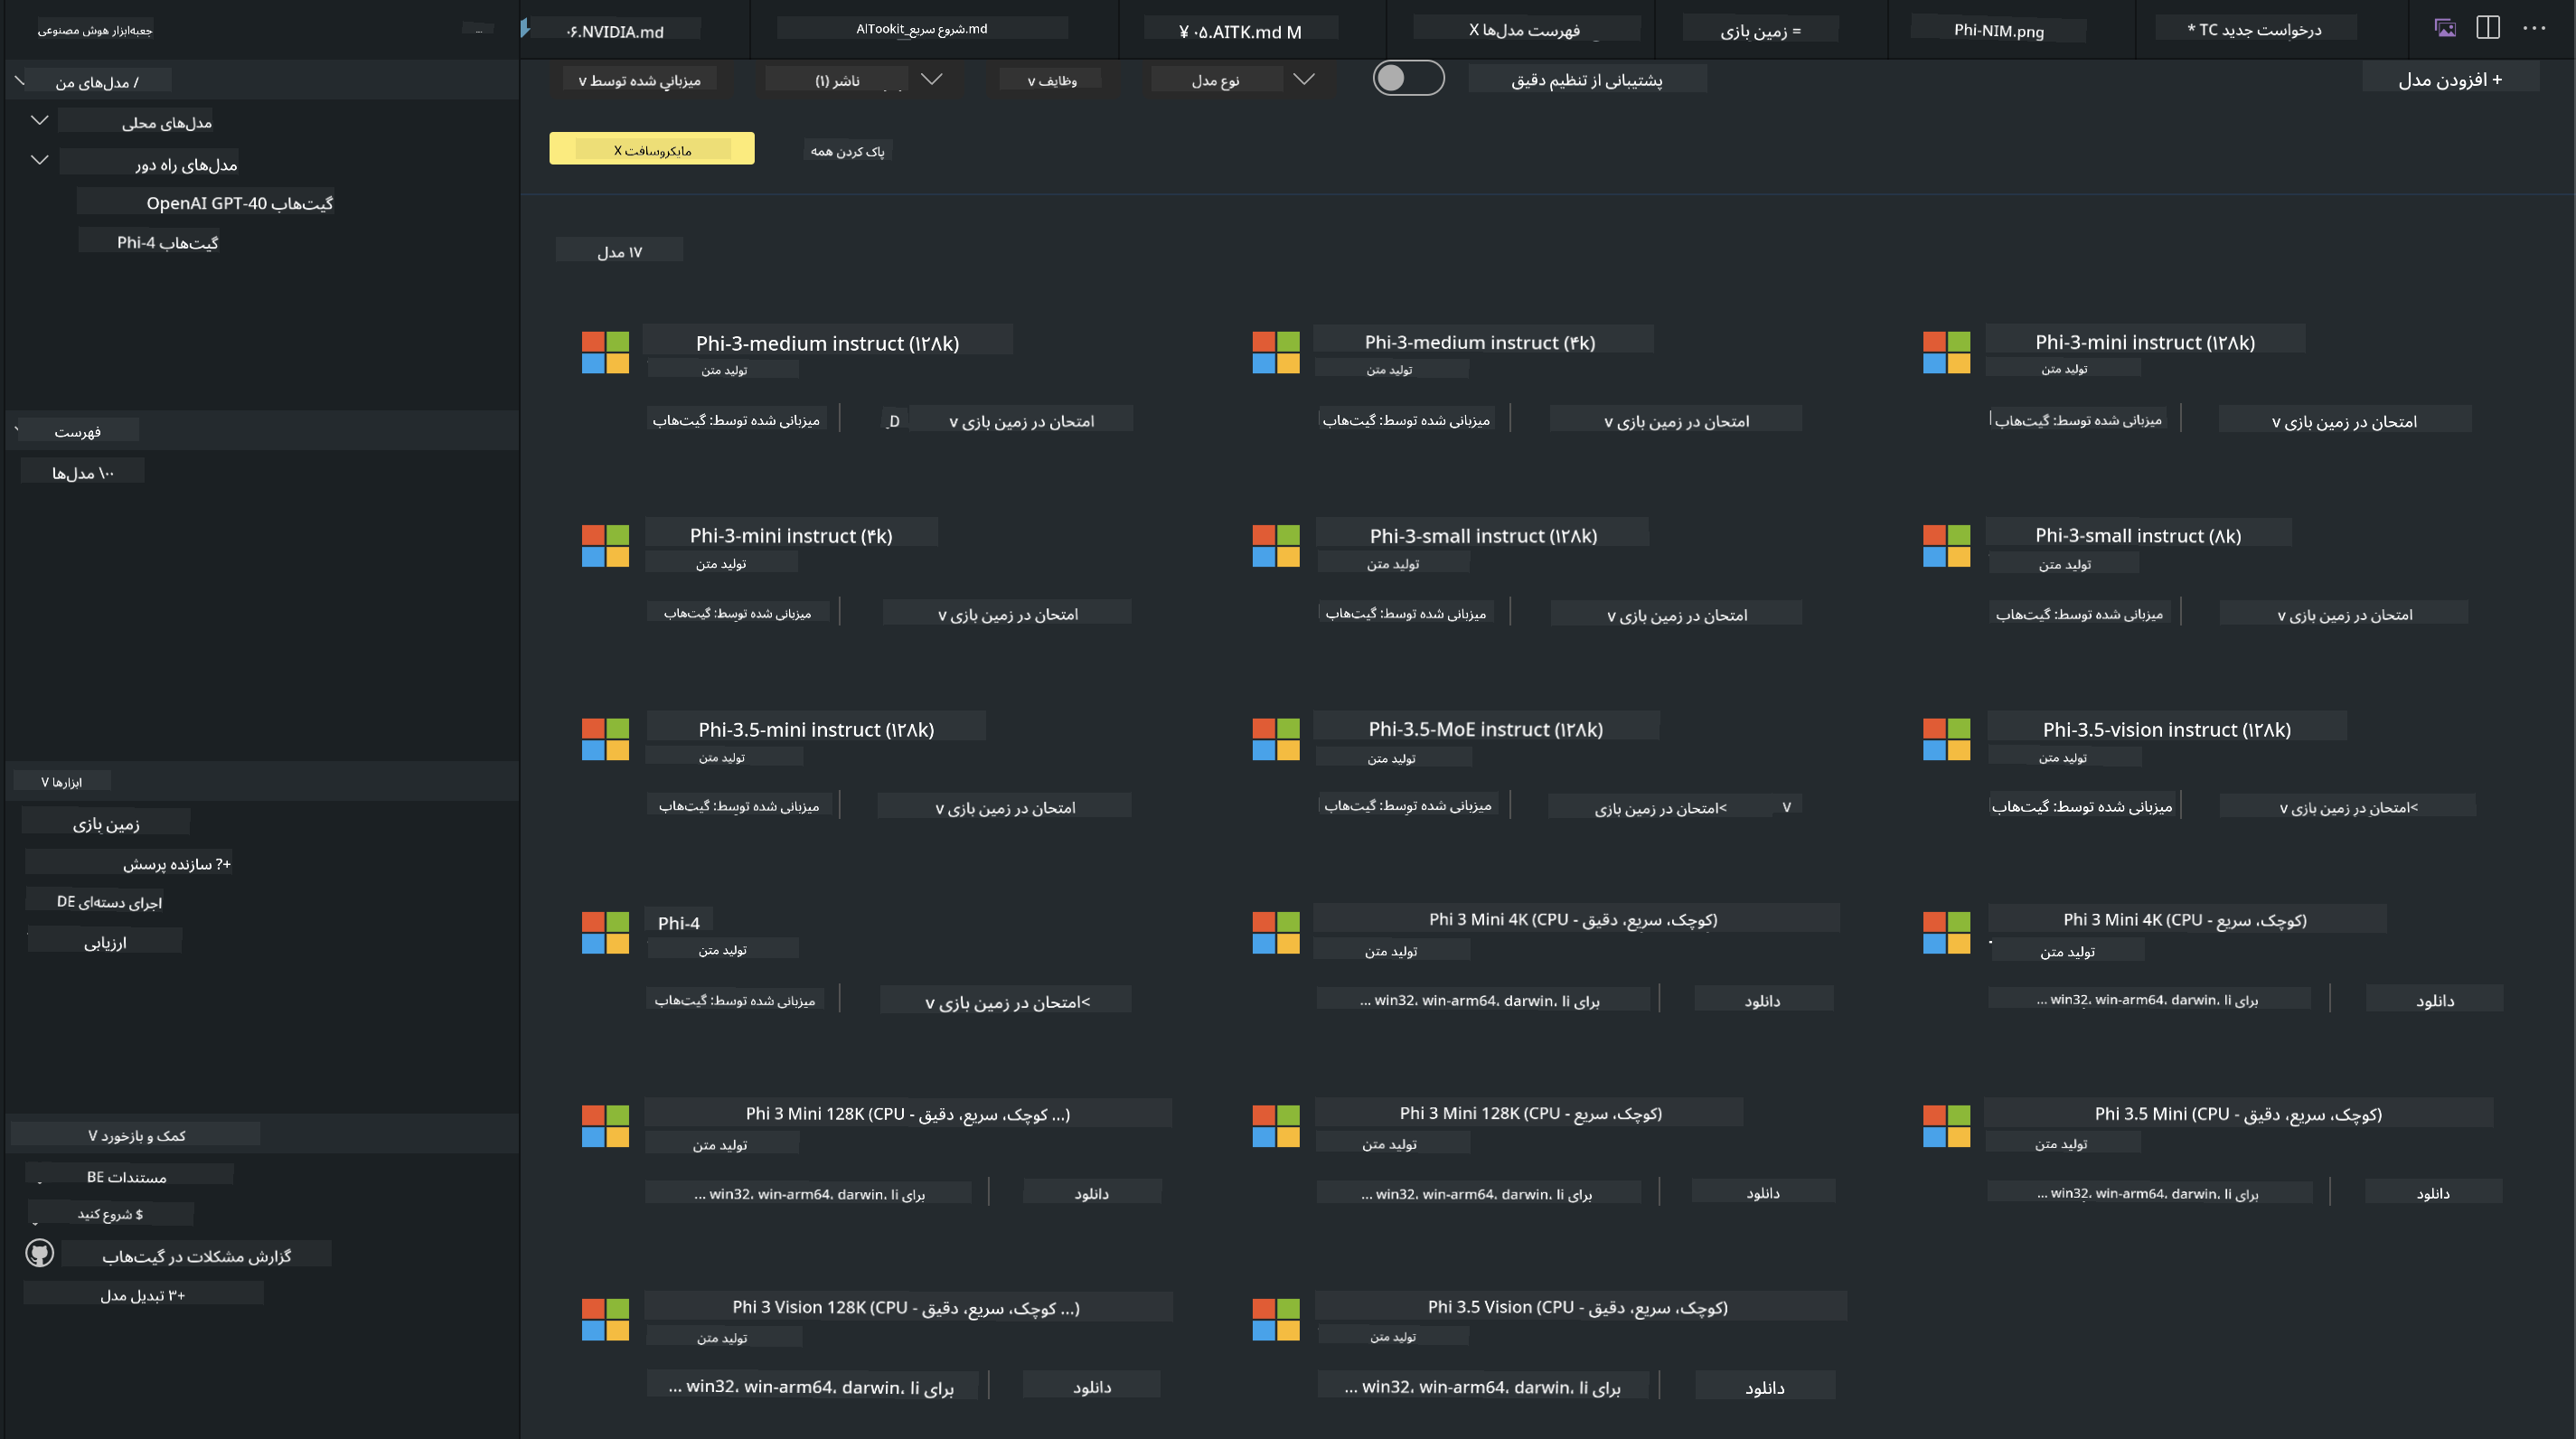 جعبه‌ابزار هوش مصنوعی
۰۶.NVIDIA.md
AITookit_شروع سریع.md
¥ ۰۵.AITK.md M
فهرست مدل‌ها X
= زمین بازی
Phi-NIM.png
* TC درخواست جدید
/ مدل‌های من
مدل‌های محلی
مدل‌های راه دور
OpenAI GPT-40 گیت‌هاب
Phi-4 گیت‌هاب
فهرست
۱۰۰ مدل‌ها
ابزارها V
زمین بازی
+? سازنده پرسش
اجرای دسته‌ای DE
ارزیابی
کمک و بازخورد V
مستندات BE
$ شروع کنید
گزارش مشکلات در گیت‌هاب
+۳ تبدیل مدل
میزبانی شده توسط v
ناشر (۱)
وظایف v
نوع مدل
پشتیبانی از تنظیم دقیق
+ افزودن مدل
مایکروسافت X
پاک کردن همه
۱۷ مدل
Phi-3-medium instruct (۱۲۸k)
تولید متن
میزبانی شده توسط: گیت‌هاب
D
امتحان در زمین بازی v
Phi-3-medium instruct (۴k)
تولید متن
میزبانی شده توسط: گیت‌هاب
امتحان در زمین بازی v
Phi-3-mini instruct (۱۲۸k)
تولید متن
میزبانی شده توسط: گیت‌هاب
امتحان در زمین بازی v
Phi-3-mini instruct (۴k)
تولید متن
میزبانی شده توسط: گیت‌هاب
امتحان در زمین بازی v
Phi-3-small instruct (۱۲۸k)
تولید متن
میزبانی شده توسط: گیت‌هاب
امتحان در زمین بازی v
Phi-3-small instruct (۸k)
تولید متن
میزبانی شده توسط: گیت‌هاب
امتحان در زمین بازی v
Phi-3.5-mini instruct (۱۲۸k)
تولید متن
میزبانی شده توسط: گیت‌هاب
امتحان در زمین بازی v
Phi-3.5-MoE instruct (۱۲۸k)
تولید متن
میزبانی شده توسط: گیت‌هاب
>امتحان در زمین بازی
V
Phi-3.5-vision instruct (۱۲۸k)
تولید متن
میزبانی شده توسط: گیت‌هاب
>امتحان در زمین بازی v
Phi-4
تولید متن
میزبانی شده توسط: گیت‌هاب
>امتحان در زمین بازی v
Phi 3 Mini 4K (CPU - کوچک، سریع، دقیق)
تولید متن
برای win32، win-arm64، darwin، li ...
دانلود
Phi 3 Mini 4K (CPU - کوچک، سریع)
تولید متن
برای win32، win-arm64، darwin، li ...
دانلود
Phi 3 Mini 128K (CPU - کوچک، سریع، دقیق ...)
تولید متن
برای win32، win-arm64، darwin، li ...
دانلود
Phi 3 Mini 128K (CPU - کوچک، سریع)
تولید متن
برای win32، win-arm64، darwin، li ...
دانلود
Phi 3.5 Mini (CPU - کوچک، سریع، دقیق)
تولید متن
برای win32، win-arm64، darwin، li ...
دانلود
Phi 3 Vision 128K (CPU - کوچک، سریع، دقیق ...)
تولید متن
برای win32، win-arm64، darwin، li ...
دانلود
Phi 3.5 Vision (CPU - کوچک، سریع، دقیق)
تولید متن
برای win32، win-arm64، darwin، li ...
دانلود